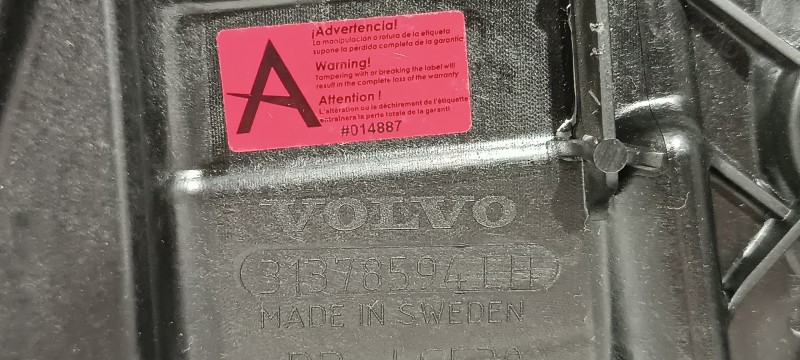 ¡Advertencia!
La manipulación o rotura de la etiqueta
supone la pérdida completa de la garantía
Warning!
Tampering with or breaking the label will
result in the complete loss of the warranty
Attention !
L'altération ou le déchirement de l'étiquette
entraînera la perte totale de la garanti
A
#014887
VOLVO
31378594 LH
MADE IN SWEDEN